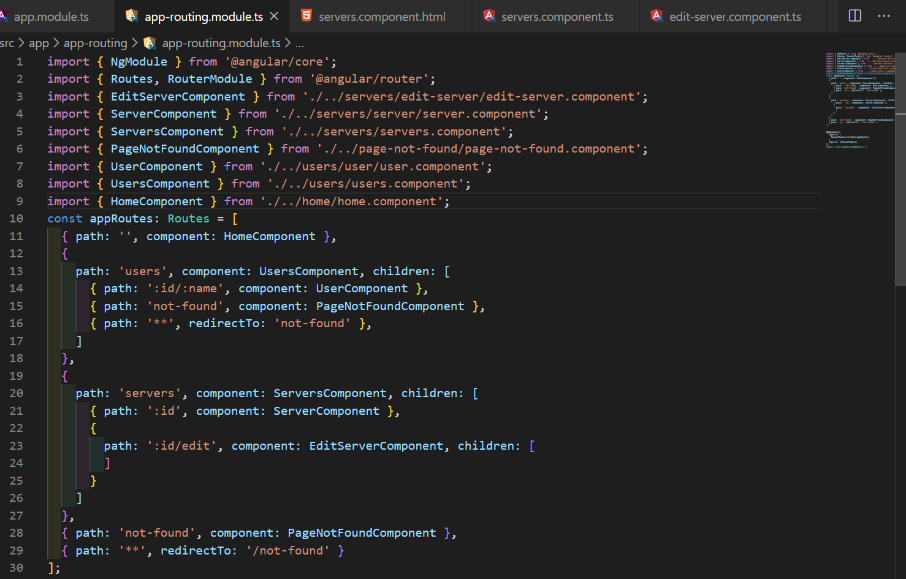 app.module.ts app-routing.module.ts servers.component.html servers.component.ts edit-server.component.ts
src > app > app-routing > app-routing.module.ts > ...
1 import { NgModule } from '@angular/core';
2 import { Routes, RouterModule } from '@angular/router';
3 import { EditServerComponent } from './../servers/edit-server/edit-server.component';
4 import { ServerComponent } from './../servers/server/server.component';
5 import { ServersComponent } from './../servers/servers.component';
6 import { PageNotFoundComponent } from './../page-not-found/page-not-found.component';
7 import { UserComponent } from './../users/user/user.component';
8 import { UsersComponent } from './../users/users.component';
9 import { HomeComponent } from './../home/home.component';
10 const appRoutes: Routes = [
11 { path: '', component: HomeComponent },
12 {
13 path: 'users', component: UsersComponent, children: [
14 { path: ':id/:name', component: UserComponent },
15 { path: 'not-found', component: PageNotFoundComponent },
16 { path: '**', redirectTo: 'not-found' },
17 ]
18 },
19 {
20 path: 'servers', component: ServersComponent, children: [
21 { path: ':id', component: ServerComponent },
22 {
23 path: ':id/edit', component: EditServerComponent, children: [
24 ]
25 }
26 ]
27 },
28 { path: 'not-found', component: PageNotFoundComponent },
29 { path: '**', redirectTo: '/not-found' }
30 ];